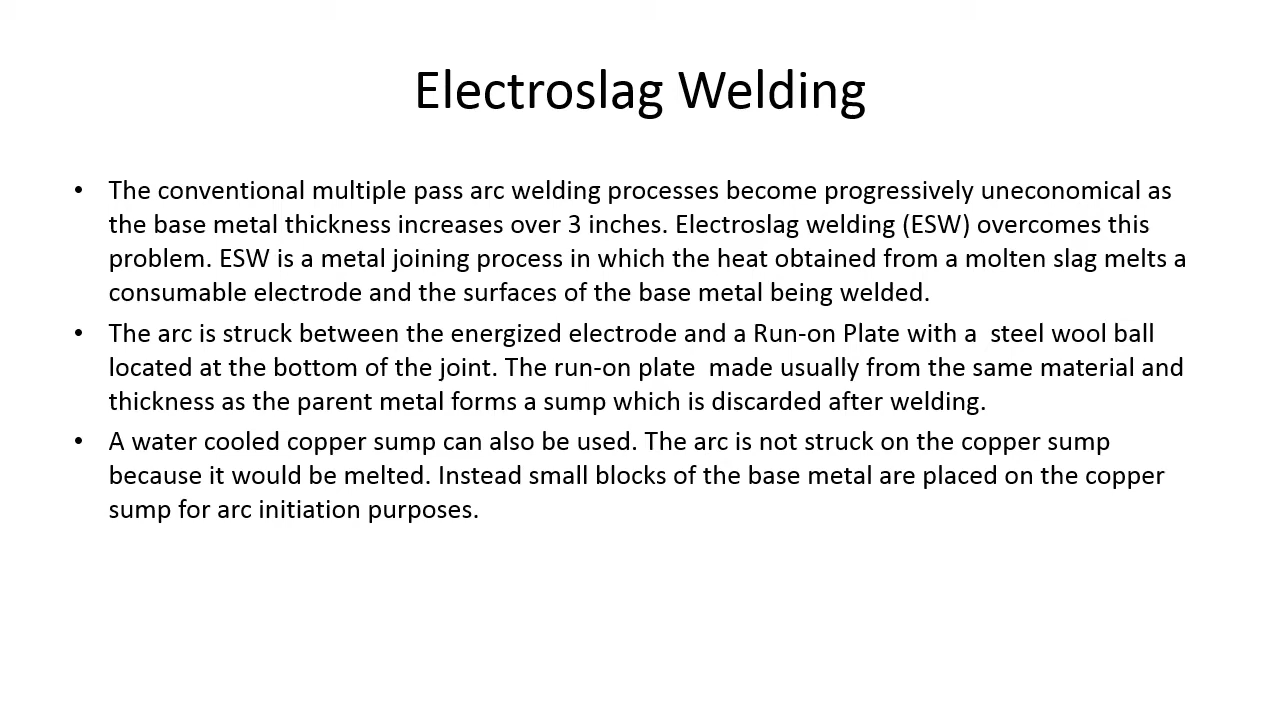 Electroslag Welding
• The conventional multiple pass arc welding processes become progressively uneconomical as
the base metal thickness increases over 3 inches. Electroslag welding (ESW) overcomes this
problem. ESW is a metal joining process in which the heat obtained from a molten slag melts a
consumable electrode and the surfaces of the base metal being welded.
• The arc is struck between the energized electrode and a Run-on Plate with a  steel wool ball
located at the bottom of the joint. The run-on plate  made usually from the same material and
thickness as the parent metal forms a sump which is discarded after welding.
• A water cooled copper sump can also be used. The arc is not struck on the copper sump
because it would be melted. Instead small blocks of the base metal are placed on the copper
sump for arc initiation purposes.